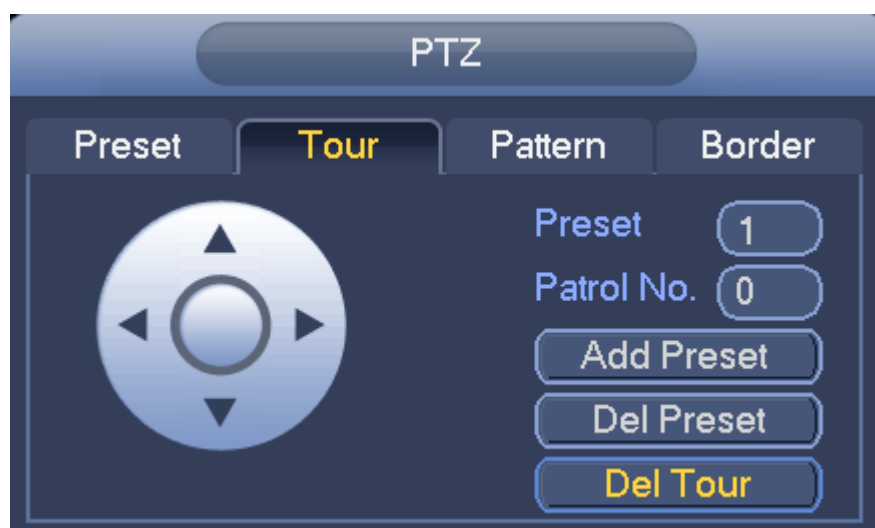 PTZ
Preset Tour Pattern Border
Preset 1
Patrol No. 0
Add Preset
Del Preset
Del Tour